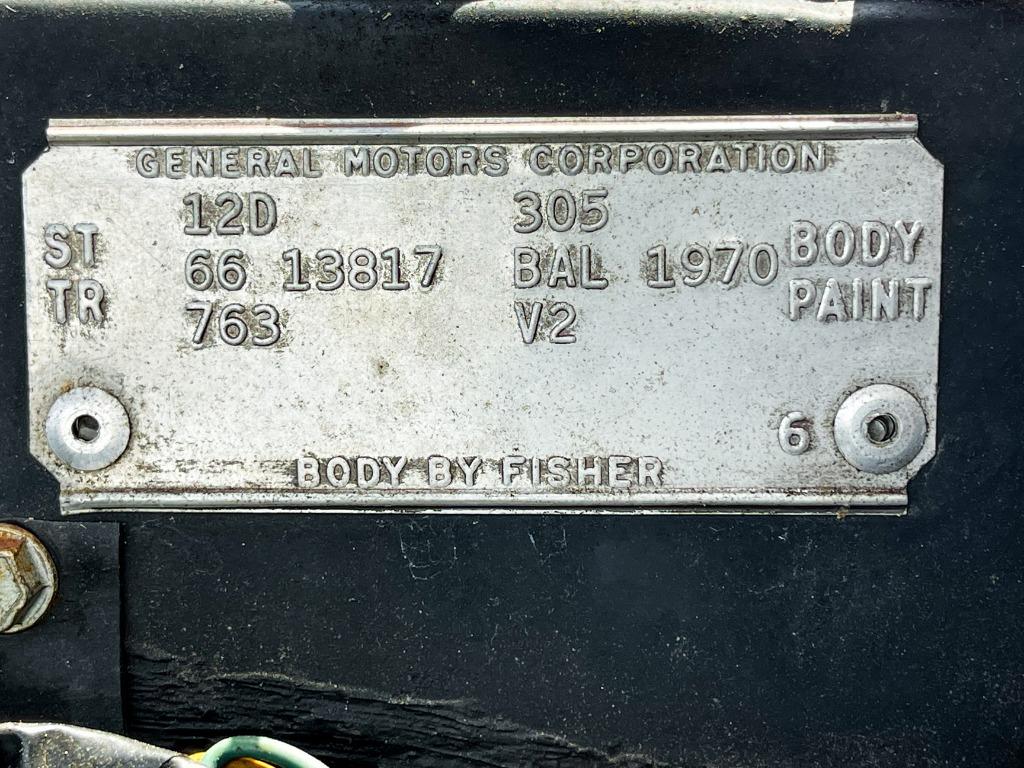 GENERAL MOTORS CORPORATION
12D 305
ST 66 13817 BAL 1970 BODY
TR 763 V2 PAINT
6
BODY BY FISHER